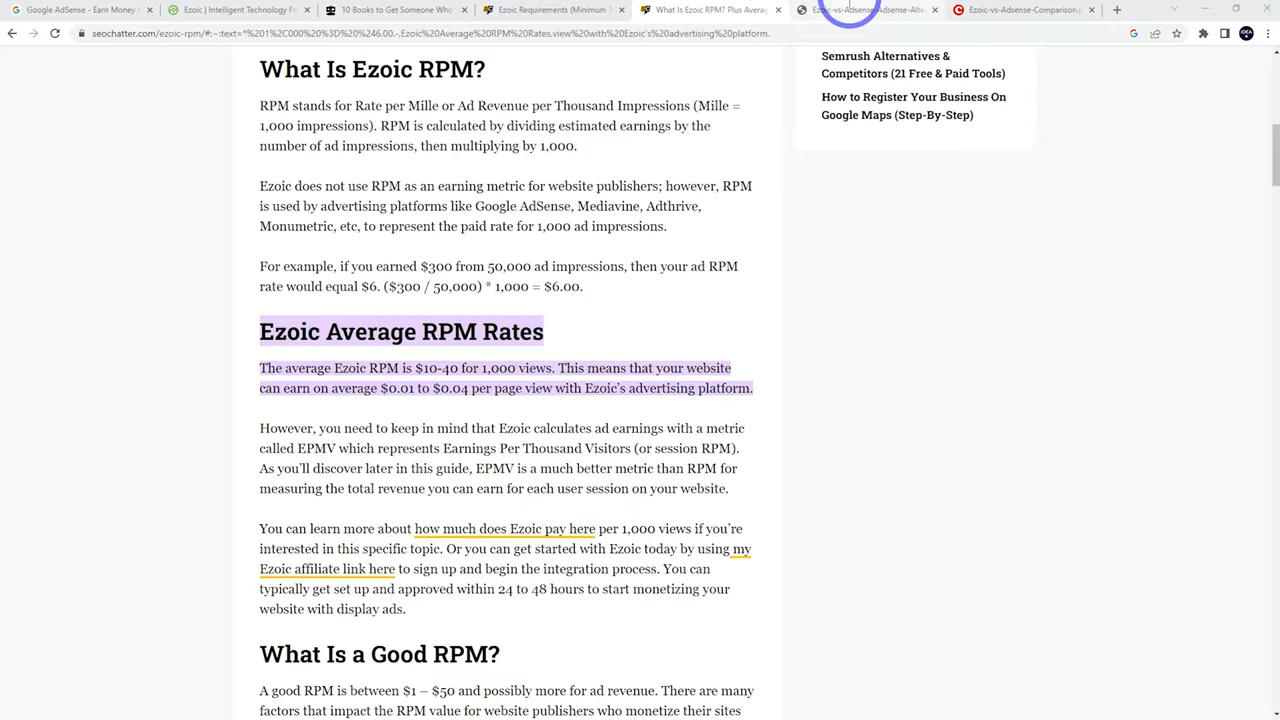 Google AdSense - Earn Money
Ezoic | Intelligent Technology Fo
10 Books to Get Someone Who
Ezoic Requirements (Minimum
What Is Ezoic RPM? Plus Averag
Ezoic-vs-Adsense-Adsense-Alte
Ezoic-vs-Adsense-Comparison.p
seochatter.com/ezoic-rpm/#:~:text=*%201%2C000%20%3D%20%246.00.-,Ezoic%20Average%20RPM%20Rates,view%20with%20Ezoic's%20advertising%20platform.
What Is Ezoic RPM?
RPM stands for Rate per Mille or Ad Revenue per Thousand Impressions (Mille =
1,000 impressions). RPM is calculated by dividing estimated earnings by the
number of ad impressions, then multiplying by 1,000.
Ezoic does not use RPM as an earning metric for website publishers; however, RPM
is used by advertising platforms like Google AdSense, Mediavine, Adthrive,
Monumetric, etc, to represent the paid rate for 1,000 ad impressions.
For example, if you earned $300 from 50,000 ad impressions, then your ad RPM
rate would equal $6. ($300 / 50,000) * 1,000 = $6.00.
Ezoic Average RPM Rates
The average Ezoic RPM is $10-40 for 1,000 views. This means that your website
can earn on average $0.01 to $0.04 per page view with Ezoic's advertising platform.
However, you need to keep in mind that Ezoic calculates ad earnings with a metric
called EPMV which represents Earnings Per Thousand Visitors (or session RPM).
As you'll discover later in this guide, EPMV is a much better metric than RPM for
measuring the total revenue you can earn for each user session on your website.
You can learn more about how much does Ezoic pay here per 1,000 views if you're
interested in this specific topic. Or you can get started with Ezoic today by using my
Ezoic affiliate link here to sign up and begin the integration process. You can
typically get set up and approved within 24 to 48 hours to start monetizing your
website with display ads.
What Is a Good RPM?
A good RPM is between $1 – $50 and possibly more for ad revenue. There are many
factors that impact the RPM value for website publishers who monetize their sites
Semrush Alternatives &
Competitors (21 Free & Paid Tools)
How to Register Your Business On
Google Maps (Step-By-Step)